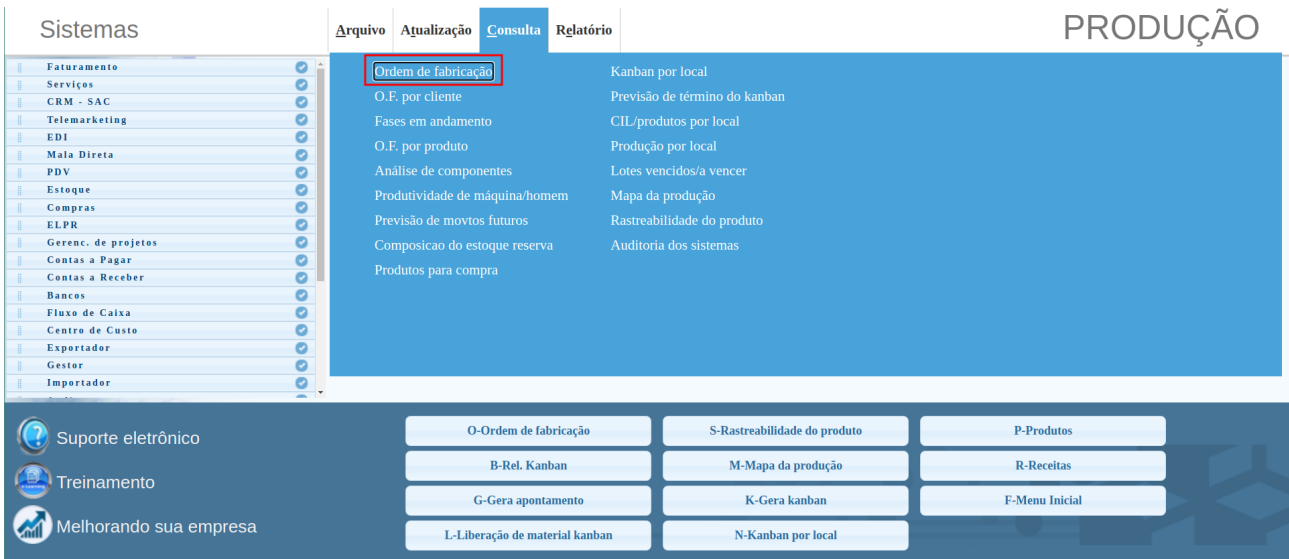 Sistemas
Arquivo Atualização Consulta Relatório
PRODUÇÃO
Faturamento
Serviços
CRM - SAC
Telemarketing
EDI
Mala Direta
PDV
Estoque
Compras
ELPR
Gerenc. de projetos
Contas a Pagar
Contas a Receber
Bancos
Fluxo de Caixa
Centro de Custo
Exportador
Gestor
Importador
Ordem de fabricação
O.F. por cliente
Fases em andamento
O.F. por produto
Análise de componentes
Produtividade de máquina/homem
Previsão de movtos futuros
Composicao do estoque reserva
Produtos para compra
Kanban por local
Previsão de término do kanban
CIL/produtos por local
Produção por local
Lotes vencidos/a vencer
Mapa da produção
Rastreabilidade do produto
Auditoria dos sistemas
Suporte eletrônico
Treinamento
Melhorando sua empresa
O-Ordem de fabricação
S-Rastreabilidade do produto
P-Produtos
B-Rel. Kanban
M-Mapa da produção
R-Receitas
G-Gera apontamento
K-Gera kanban
F-Menu Inicial
L-Liberação de material kanban
N-Kanban por local